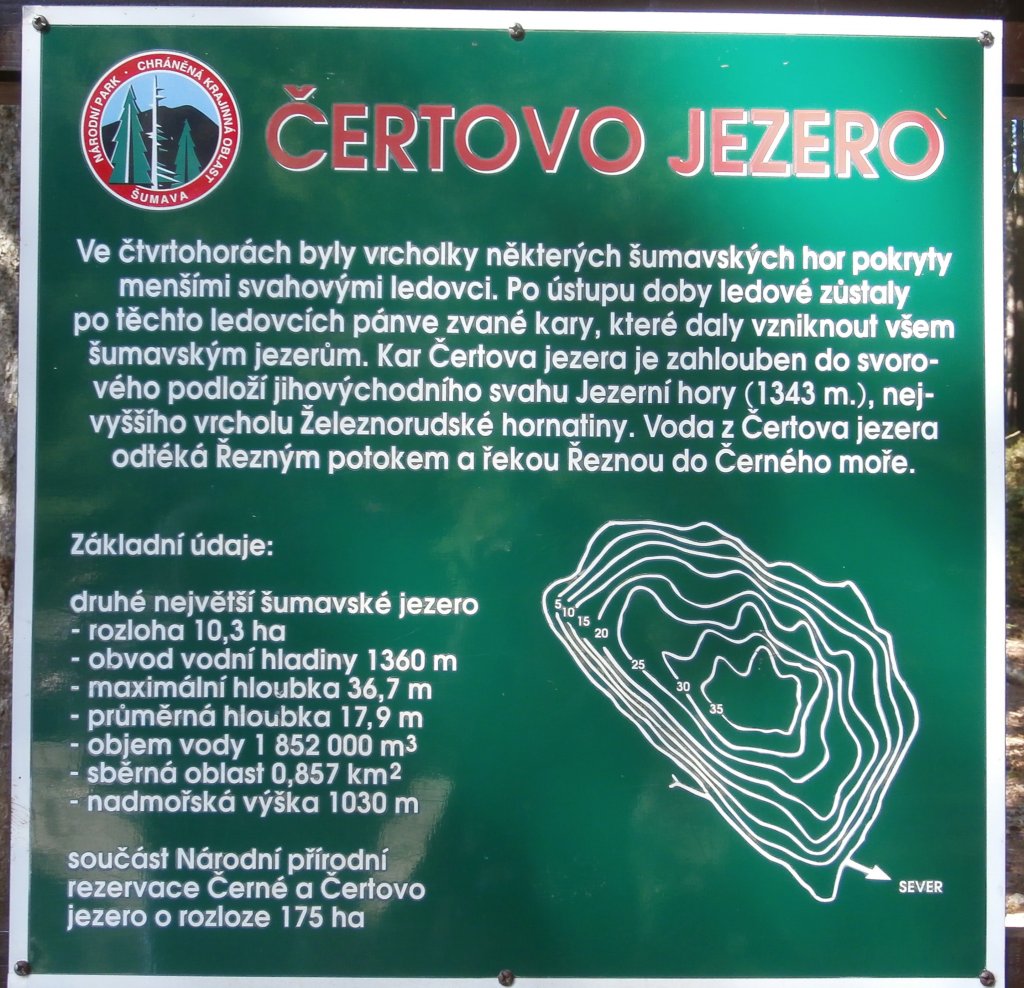 NÁRODNÍ PARK · CHRÁNĚNÁ KRAJINNÁ OBLAST
ŠUMAVA
ČERTOVO JEZERO
Ve čtvrtohorách byly vrcholky některých šumavských hor pokryty
menšími svahovými ledovci. Po ústupu doby ledové zůstaly
po těchto ledovcích pánve zvané kary, které daly vzniknout všem
šumavským jezerům. Kar Čertova jezera je zahlouben do svoro-
vého podloží jihovýchodního svahu Jezerní hory (1343 m.), nej-
vyššího vrcholu Železnorudské hornatiny. Voda z Čertova jezera
odtéká Řezným potokem a řekou Řeznou do Černého moře.
Základní údaje:
druhé největší šumavské jezero
- rozloha 10,3 ha
- obvod vodní hladiny 1360 m
- maximální hloubka 36,7 m
- průměrná hloubka 17,9 m
- objem vody 1 852 000 m³
- sběrná oblast 0,857 km²
- nadmořská výška 1030 m
součást Národní přírodní
rezervace Černé a Čertovo
jezero o rozloze 175 ha
5
10
15
20
25
30
35
SEVER